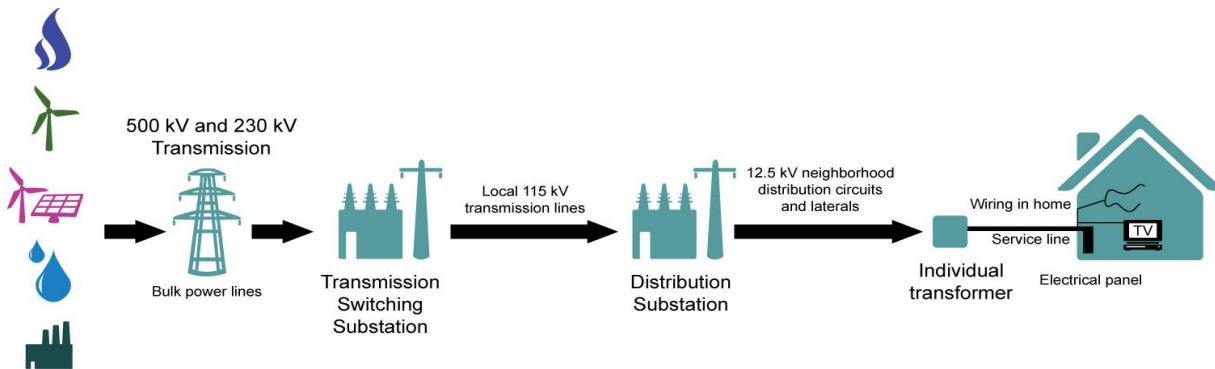 500 kV and 230 kV
Transmission
Bulk power lines
Transmission
Switching
Substation
Local 115 kV
transmission lines
Distribution
Substation
12.5 kV neighborhood
distribution circuits
and laterals
Individual
transformer
Wiring in home
Service line
TV
Electrical panel